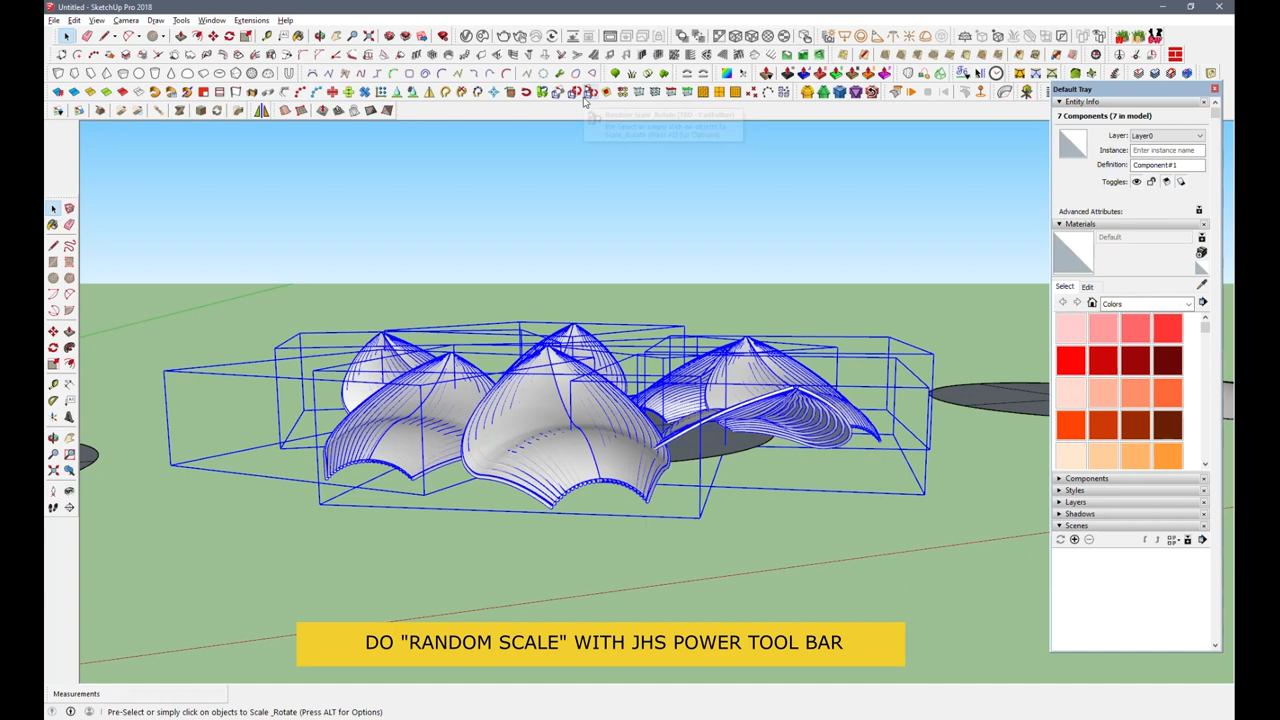 Untitled - SketchUp Pro 2018
File Edit View Camera Draw Tools Window Extensions Help
Default Tray
Entity Info
7 Components (7 in model)
Layer: Layer0
Instance: Enter instance name
Definition: Component#1
Toggles:
Advanced Attributes:
Materials
Default
Select Edit
Colors
Components
Styles
Layers
Shadows
Scenes
DO "RANDOM SCALE" WITH JHS POWER TOOL BAR
Measurements
Pre-Select or simply click on objects to Scale _Rotate (Press ALT for Options)